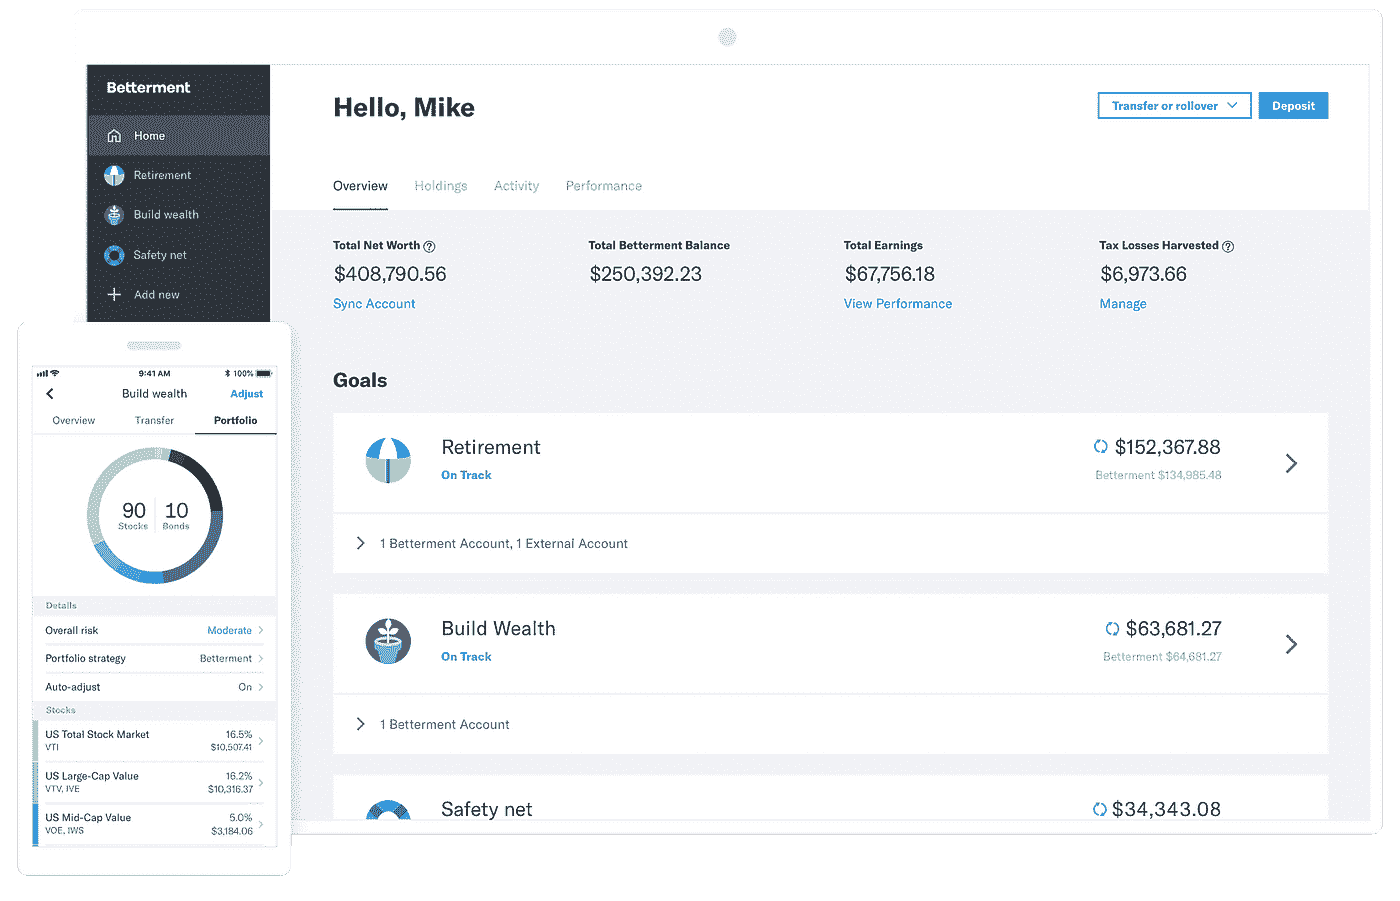 Betterment
Home
Retirement
Build wealth
Safety net
Add new
Hello, Mike
Transfer or rollover
Deposit
Overview Holdings Activity Performance
Total Net Worth ?
$408,790.56
Sync Account
Total Betterment Balance
$250,392.23
Total Earnings
$67,756.18
View Performance
Tax Losses Harvested ?
$6,973.66
Manage
Goals
Retirement
On Track
$152,367.88
Betterment $134,985.48
1 Betterment Account, 1 External Account
Build Wealth
On Track
$63,681.27
Betterment $64,681.27
1 Betterment Account
Safety net
$34,343.08
9:41 AM
100%
Build wealth
Adjust
Overview Transfer Portfolio
90 10
Stocks Bonds
Details
Overall risk Moderate
Portfolio strategy Betterment
Auto-adjust On
Stocks
US Total Stock Market 16.5%
VTI $10,507.41
US Large-Cap Value 16.2%
VTV, IVE $10,316.37
US Mid-Cap Value 5.0%
VOE, IWS $3,184.06